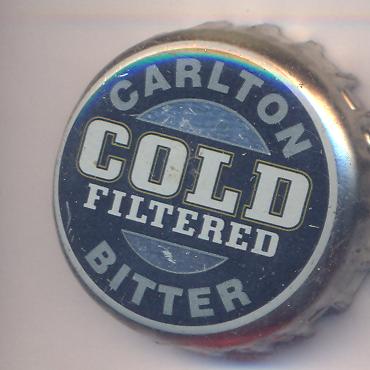 CARLTON
COLD
FILTERED
BITTER